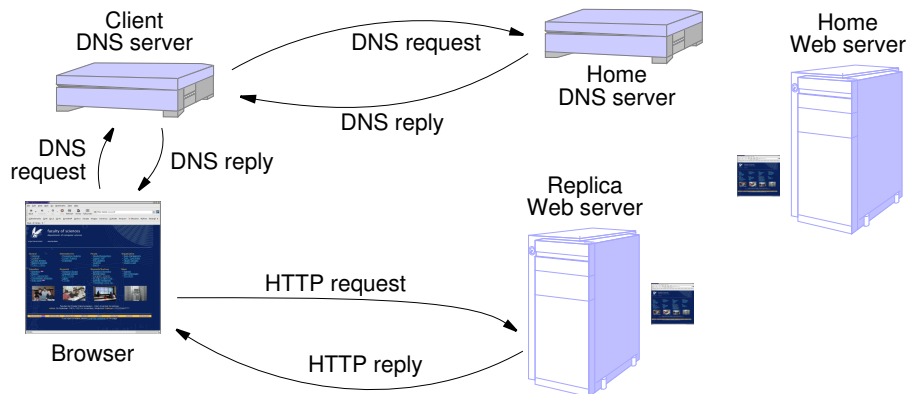 Client
DNS server
DNS request
Home
DNS server
Home
Web server
DNS reply
DNS
request
DNS reply
Replica
Web server
faculty of sciences
HTTP request
HTTP reply
Browser